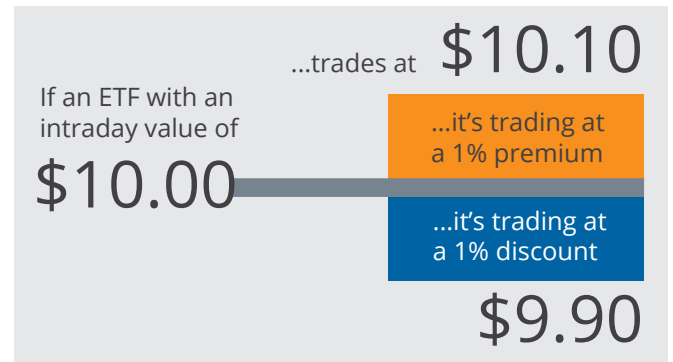 If an ETF with an
intraday value of
$10.00
...trades at $10.10
...it’s trading at
a 1% premium
...it’s trading at
a 1% discount
$9.90